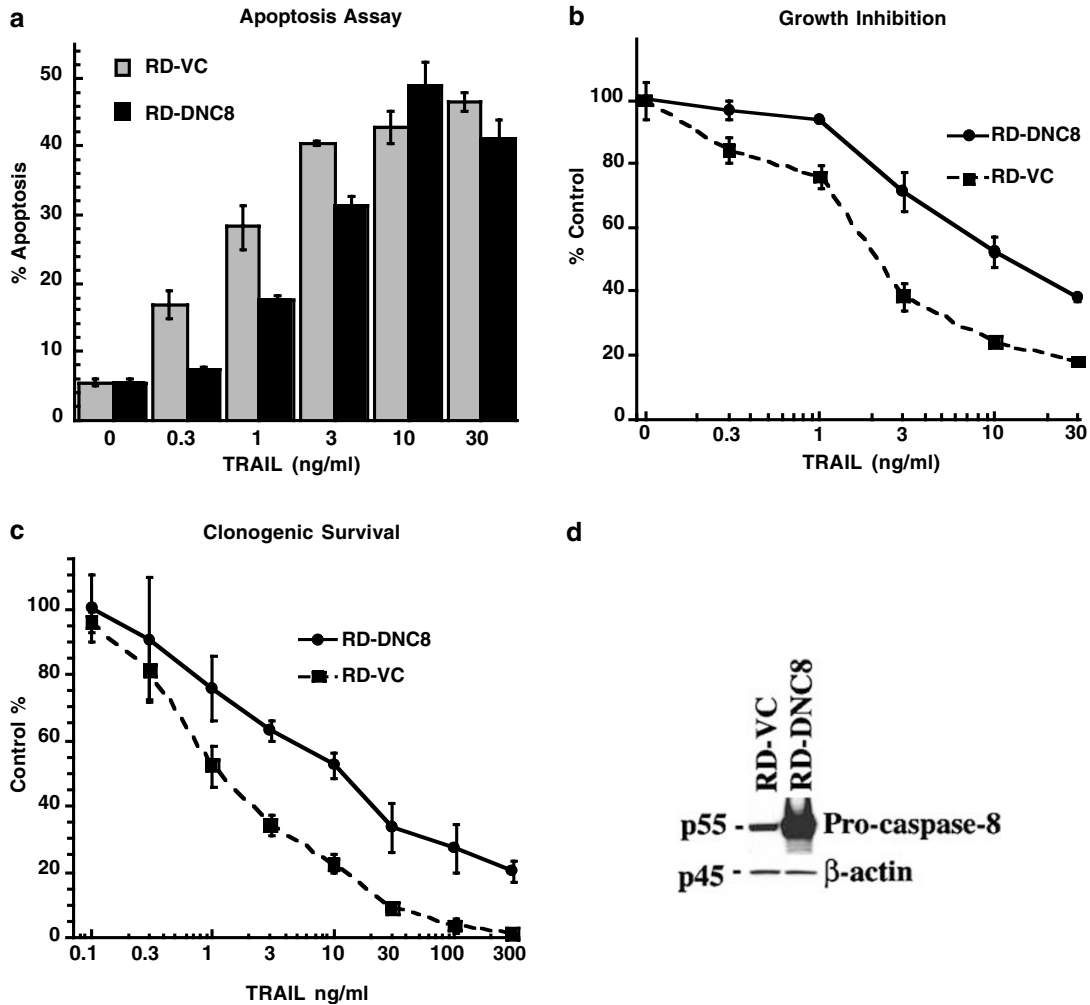 a
Apoptosis Assay
RD-VC
RD-DNC8
50
40
30
20
10
0
% Apoptosis
0 0.3 1 3 10 30
TRAIL (ng/ml)
b
Growth Inhibition
100
80
60
40
20
0
% Control
RD-DNC8
RD-VC
0 0.3 1 3 10 30
TRAIL (ng/ml)
c
Clonogenic Survival
100
80
60
40
20
0
Control %
RD-DNC8
RD-VC
0.1 0.3 1 3 10 30 100 300
TRAIL ng/ml
d
RD-VC
RD-DNC8
p55 - Pro-caspase-8
p45 - β-actin